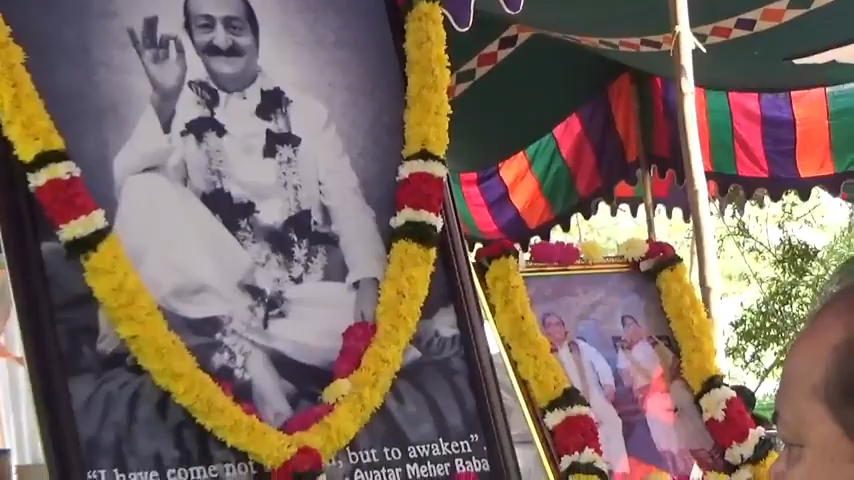 "I have come not , but to awaken".
- Avatar Meher Baba